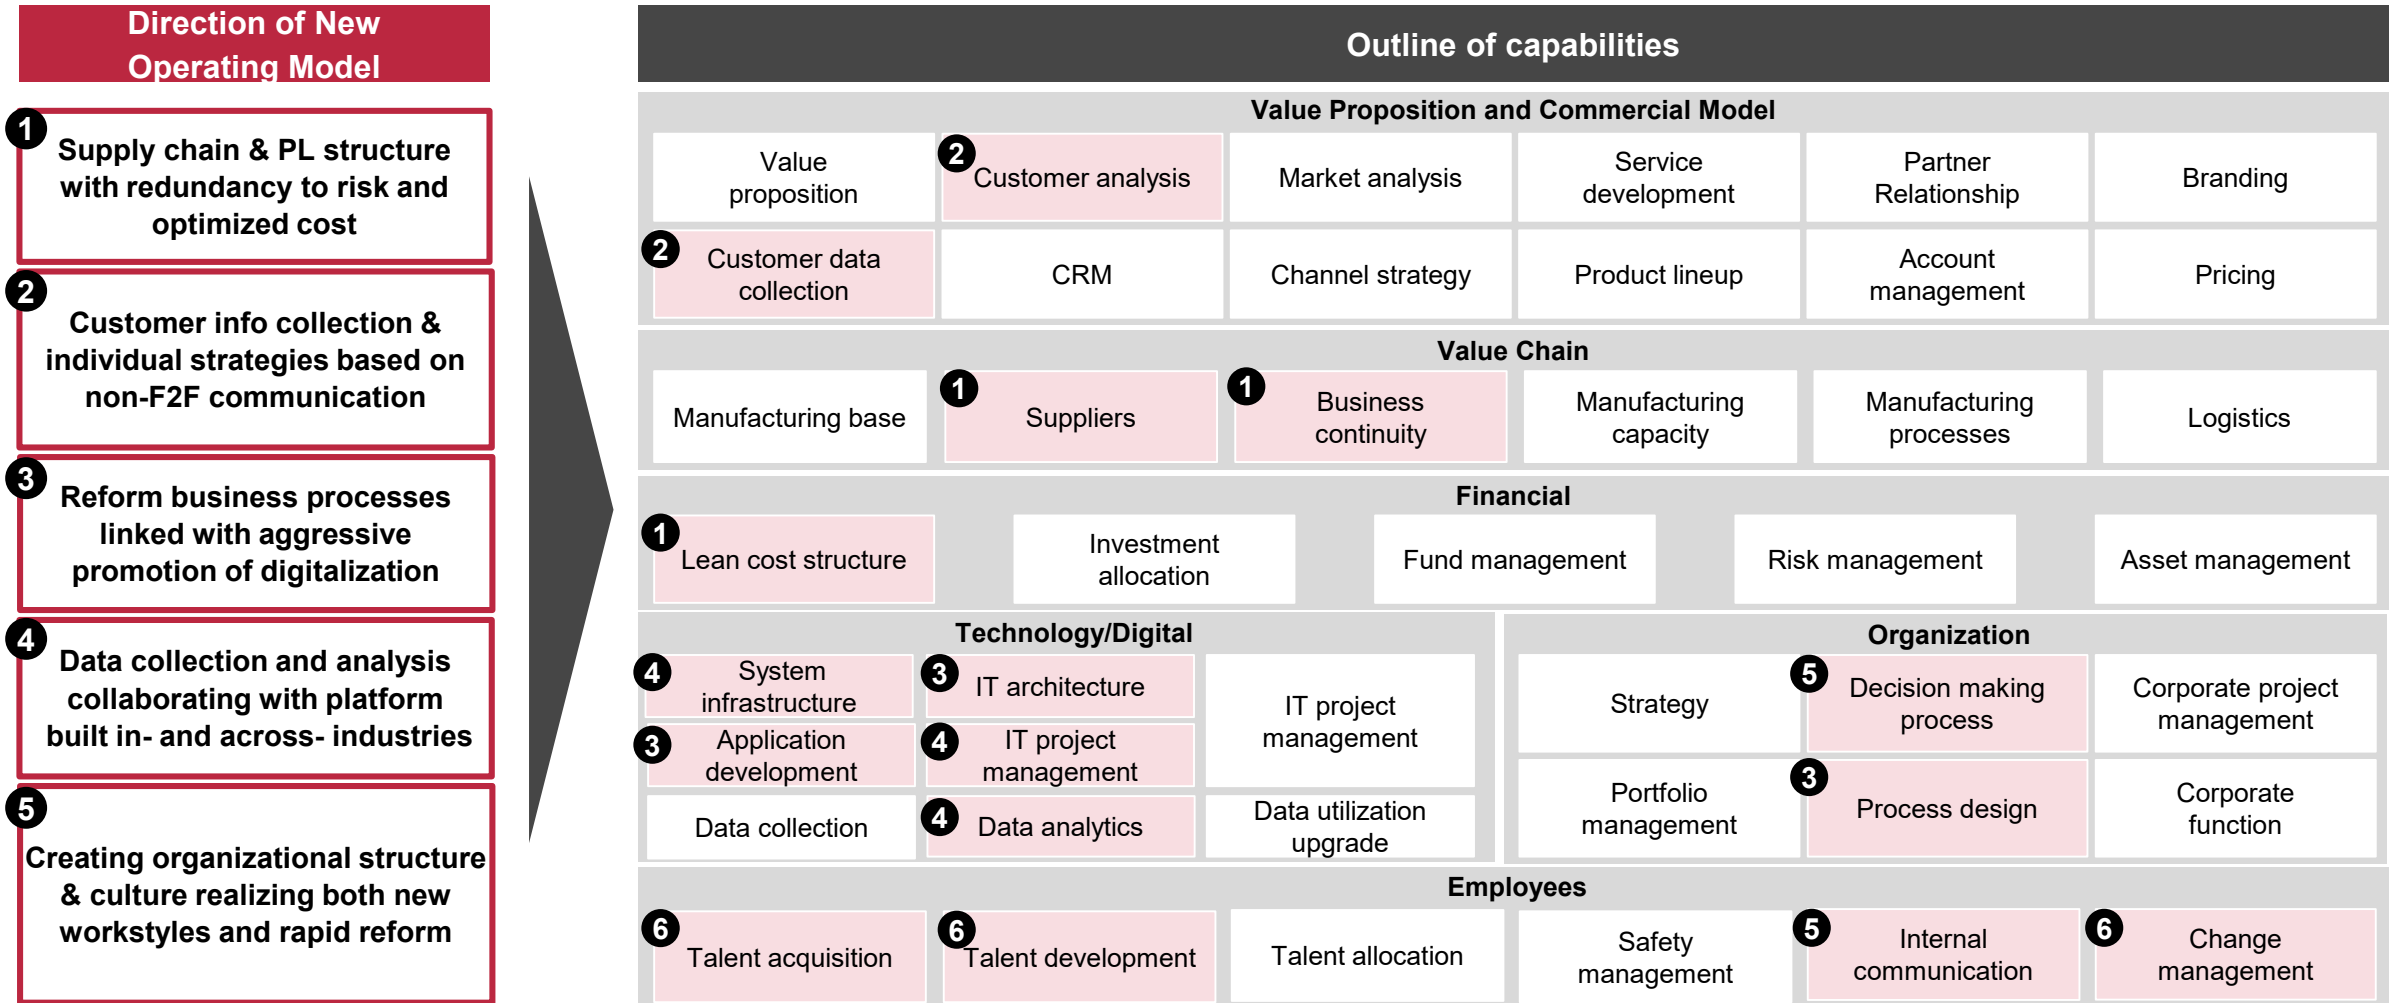 Direction of New
Operating Model
1
Supply chain & PL structure
with redundancy to risk and
optimized cost
2
Customer info collection &
individual strategies based on
non-F2F communication
3
Reform business processes
linked with aggressive
promotion of digitalization
4
Data collection and analysis
collaborating with platform
built in- and across- industries
5
Creating organizational structure
& culture realizing both new
workstyles and rapid reform
Outline of capabilities
Value Proposition and Commercial Model
Value
proposition
2
Customer analysis
Market analysis
Service
development
Partner
Relationship
Branding
2
Customer data
collection
CRM
Channel strategy
Product lineup
Account
management
Pricing
Value Chain
Manufacturing base
1
Suppliers
1
Business
continuity
Manufacturing
capacity
Manufacturing
processes
Logistics
Financial
1
Lean cost structure
Investment
allocation
Fund management
Risk management
Asset management
Technology/Digital
4
System
infrastructure
3
IT architecture
IT project
management
3
Application
development
4
IT project
management
Data collection
4
Data analytics
Data utilization
upgrade
Organization
Strategy
5
Decision making
process
Corporate project
management
Portfolio
management
3
Process design
Corporate
function
Employees
6
Talent acquisition
6
Talent development
Talent allocation
Safety
management
5
Internal
communication
6
Change
management